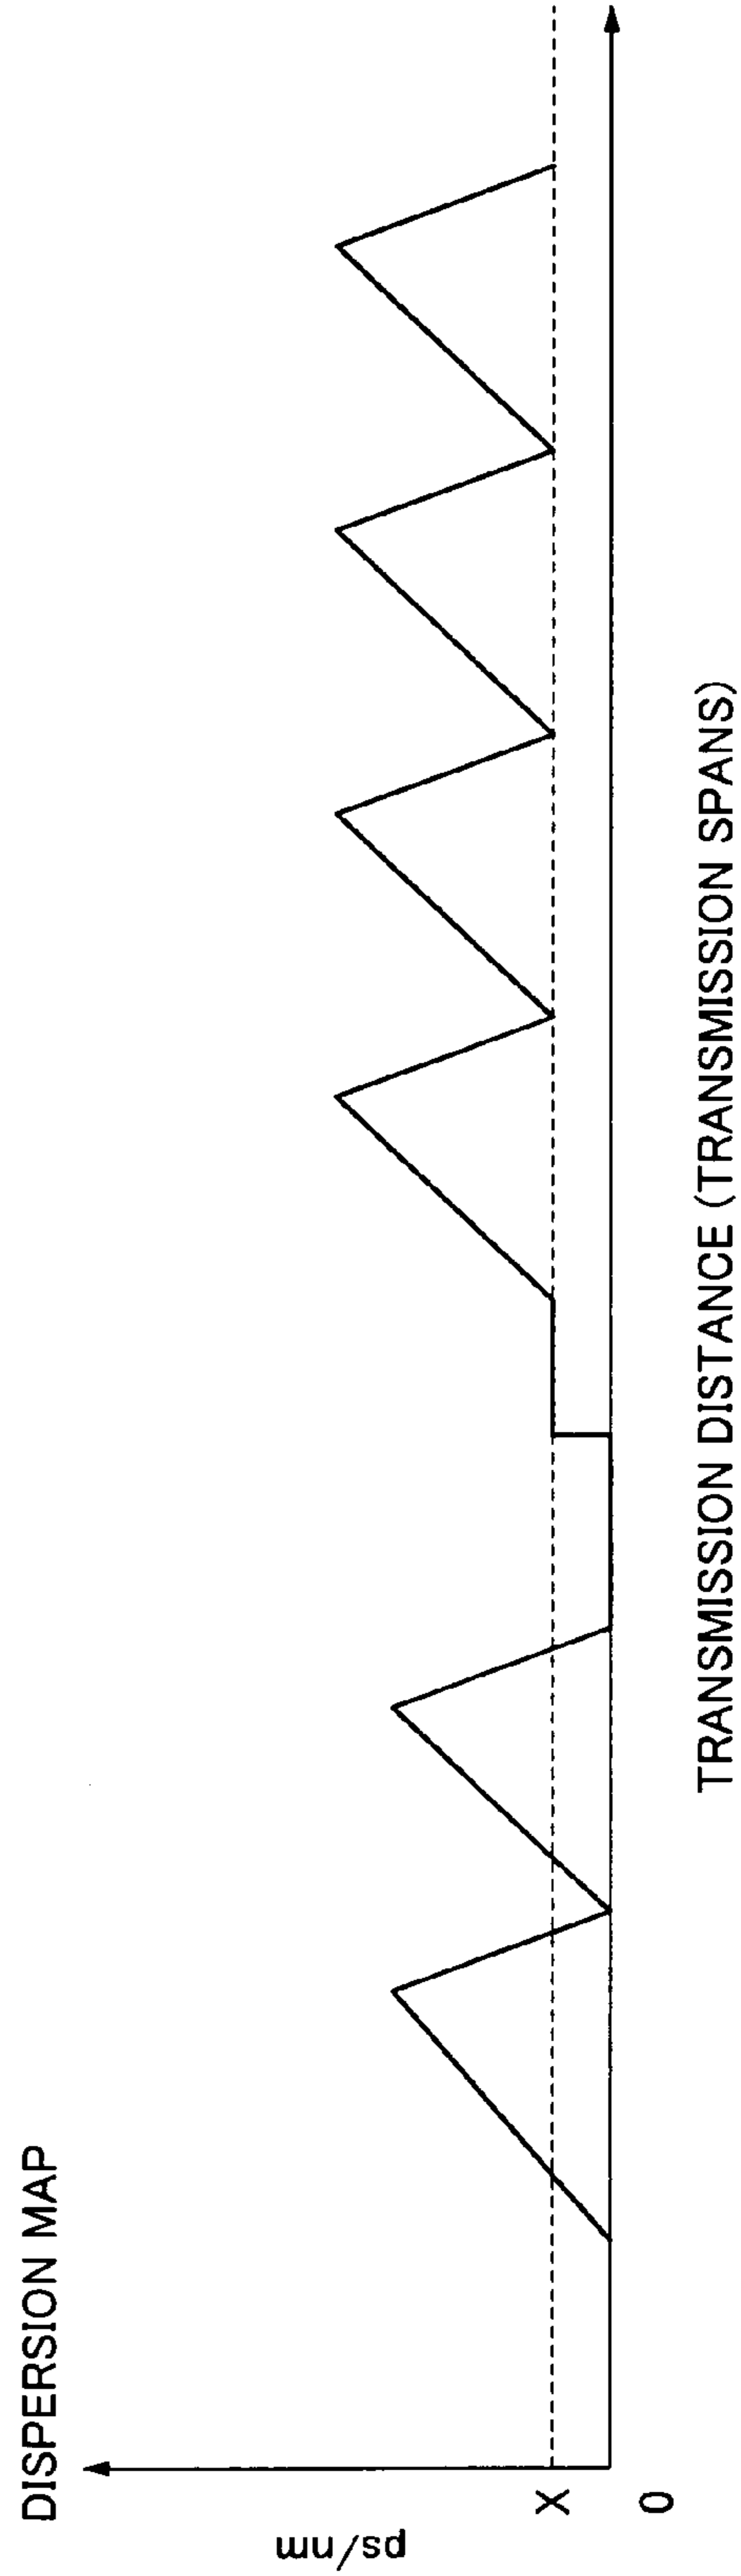 DISPERSION MAP
ps/nm
X
0
TRANSMISSION DISTANCE (TRANSMISSION SPANS)